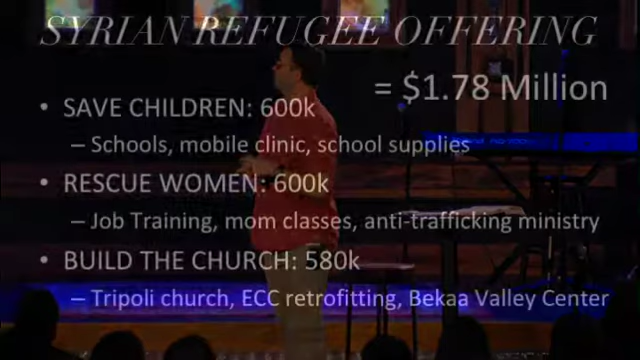 SYRIAN REFUGEE OFFERING
= $1.78 Million
• SAVE CHILDREN: 600k
– Schools, mobile clinic, school supplies
• RESCUE WOMEN: 600k
– Job Training, mom classes, anti-trafficking ministry
• BUILD THE CHURCH: 580k
– Tripoli church, ECC retrofitting, Bekaa Valley Center